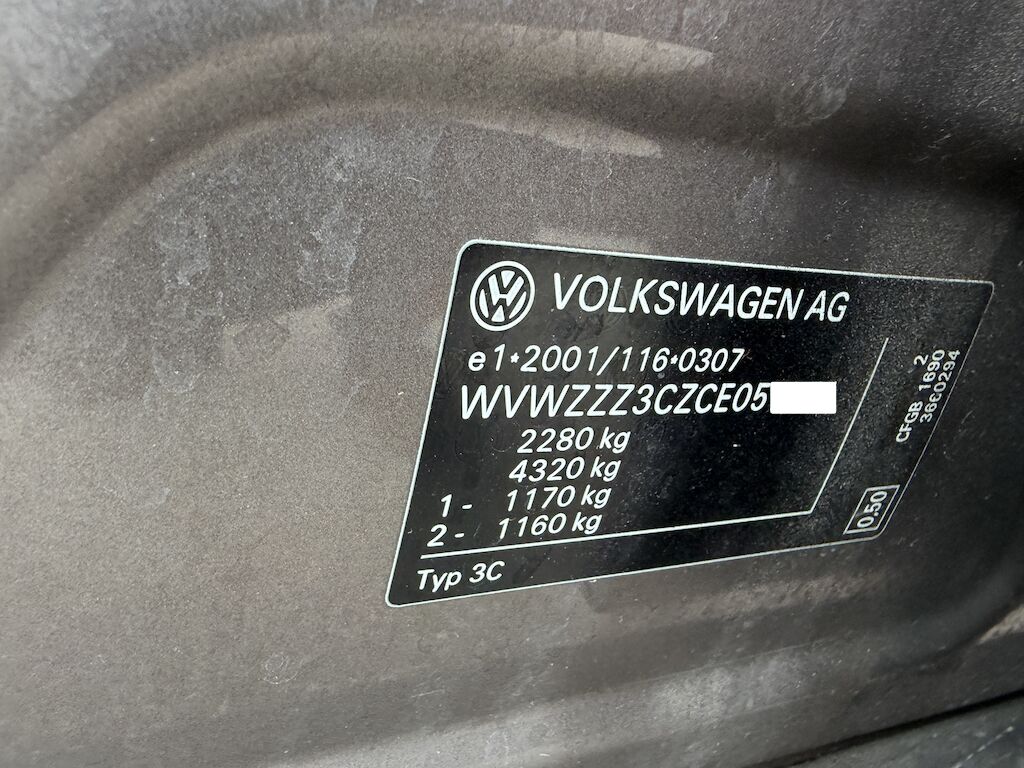 VOLKSWAGEN AG
e1*2001/116*0307
WVWZZZ3CZCE05
2280 kg
4320 kg
1 - 1170 kg
2 - 1160 kg
Typ 3C
2
CFGB 1690
3660294
0.50